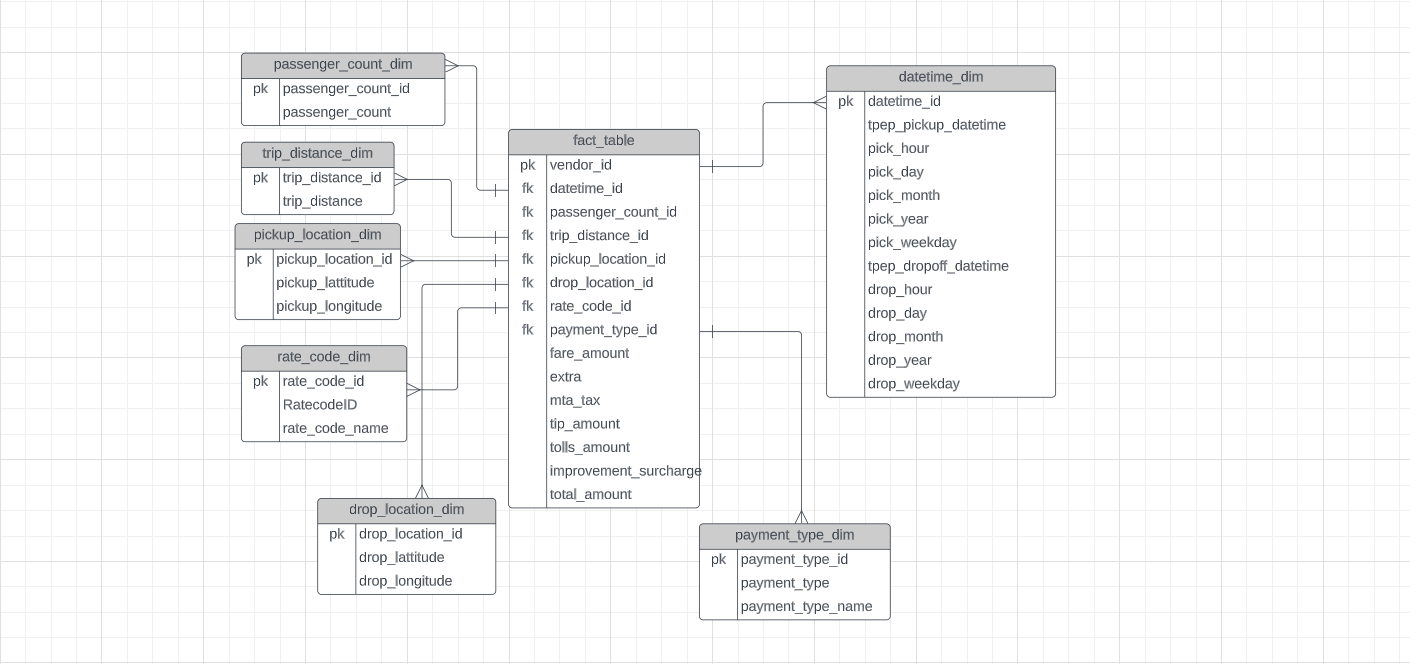 passenger_count_dim
pk passenger_count_id
passenger_count
trip_distance_dim
pk trip_distance_id
trip_distance
pickup_location_dim
pk pickup_location_id
pickup_lattitude
pickup_longitude
rate_code_dim
pk rate_code_id
RatecodeID
rate_code_name
drop_location_dim
pk drop_location_id
drop_lattitude
drop_longitude
fact_table
pk vendor_id
fk datetime_id
fk passenger_count_id
fk trip_distance_id
fk pickup_location_id
fk drop_location_id
fk rate_code_id
fk payment_type_id
fare_amount
extra
mta_tax
tip_amount
tolls_amount
improvement_surcharge
total_amount
datetime_dim
pk datetime_id
tpep_pickup_datetime
pick_hour
pick_day
pick_month
pick_year
pick_weekday
tpep_dropoff_datetime
drop_hour
drop_day
drop_month
drop_year
drop_weekday
payment_type_dim
pk payment_type_id
payment_type
payment_type_name